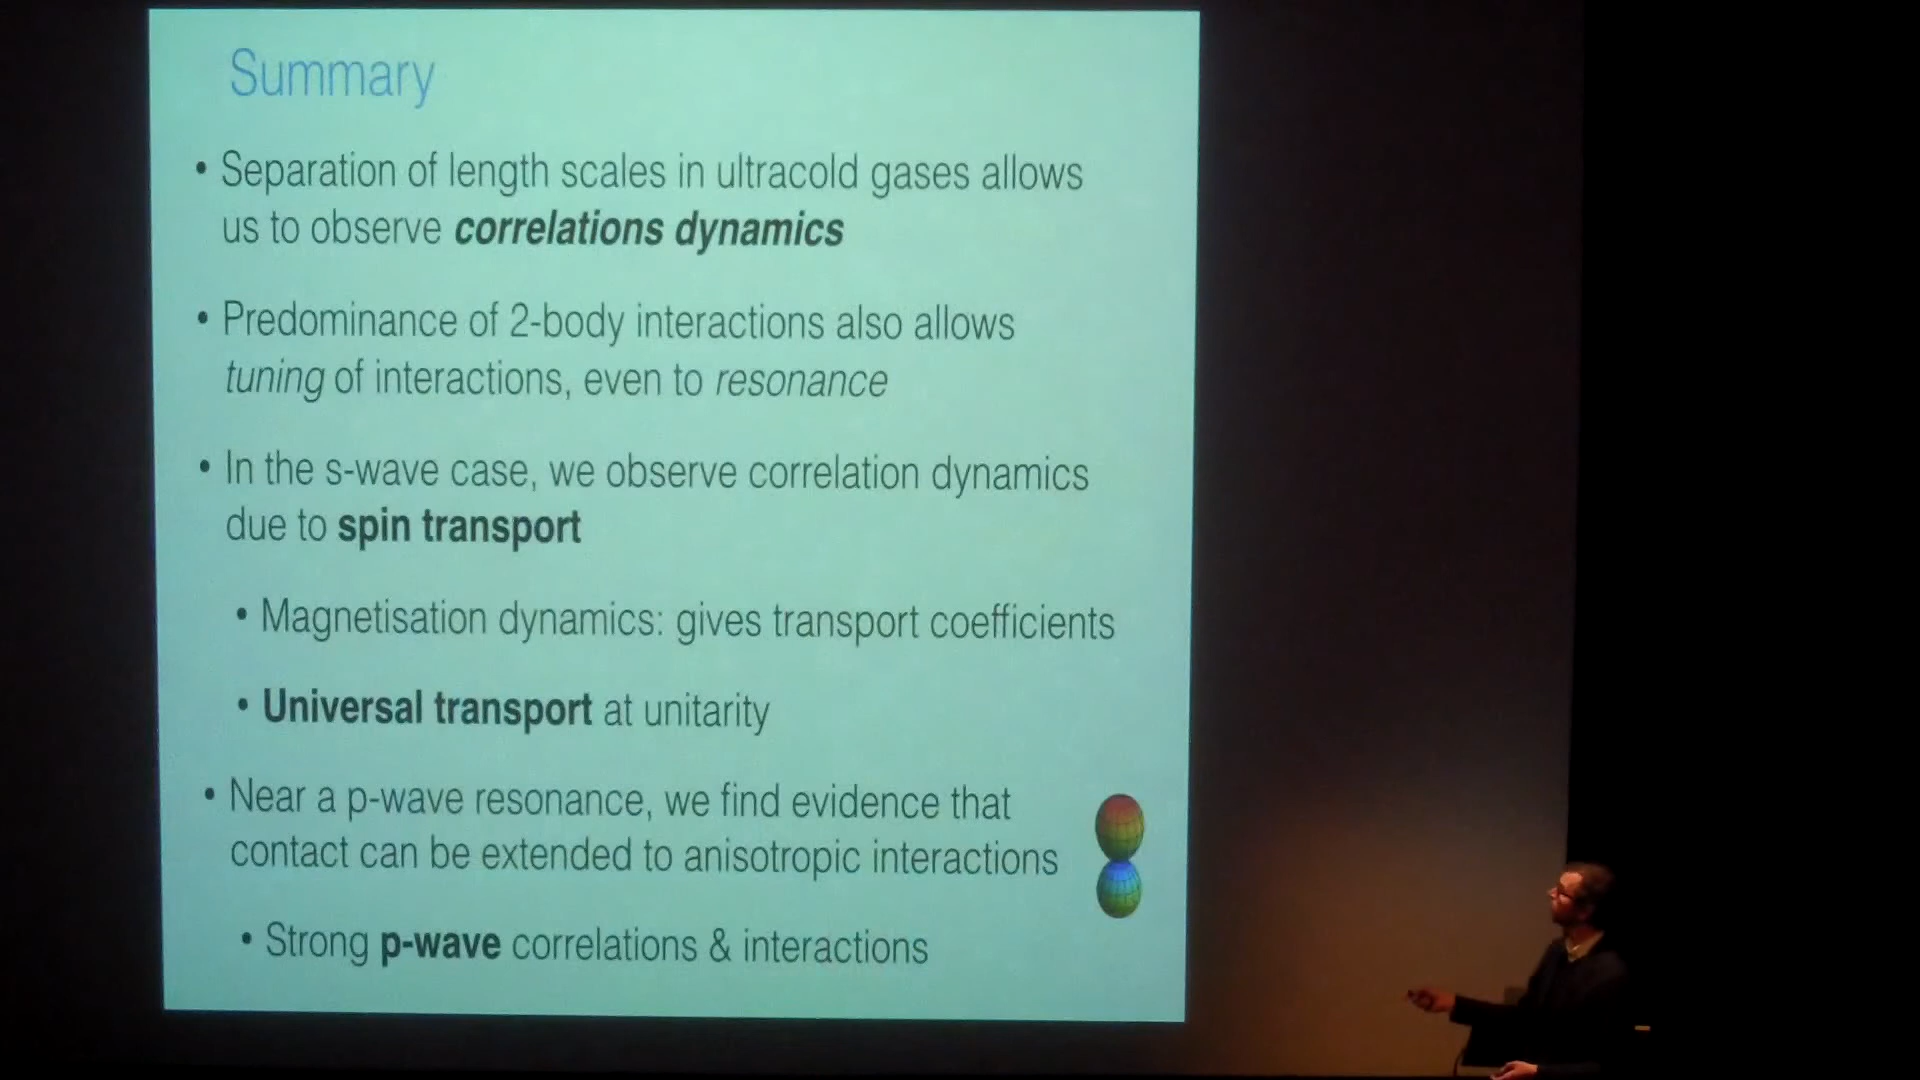 Summary
• Separation of length scales in ultracold gases allows
us to observe correlations dynamics
• Predominance of 2-body interactions also allows
tuning of interactions, even to resonance
• In the s-wave case, we observe correlation dynamics
due to spin transport
• Magnetisation dynamics: gives transport coefficients
• Universal transport at unitarity
• Near a p-wave resonance, we find evidence that
contact can be extended to anisotropic interactions
• Strong p-wave correlations & interactions